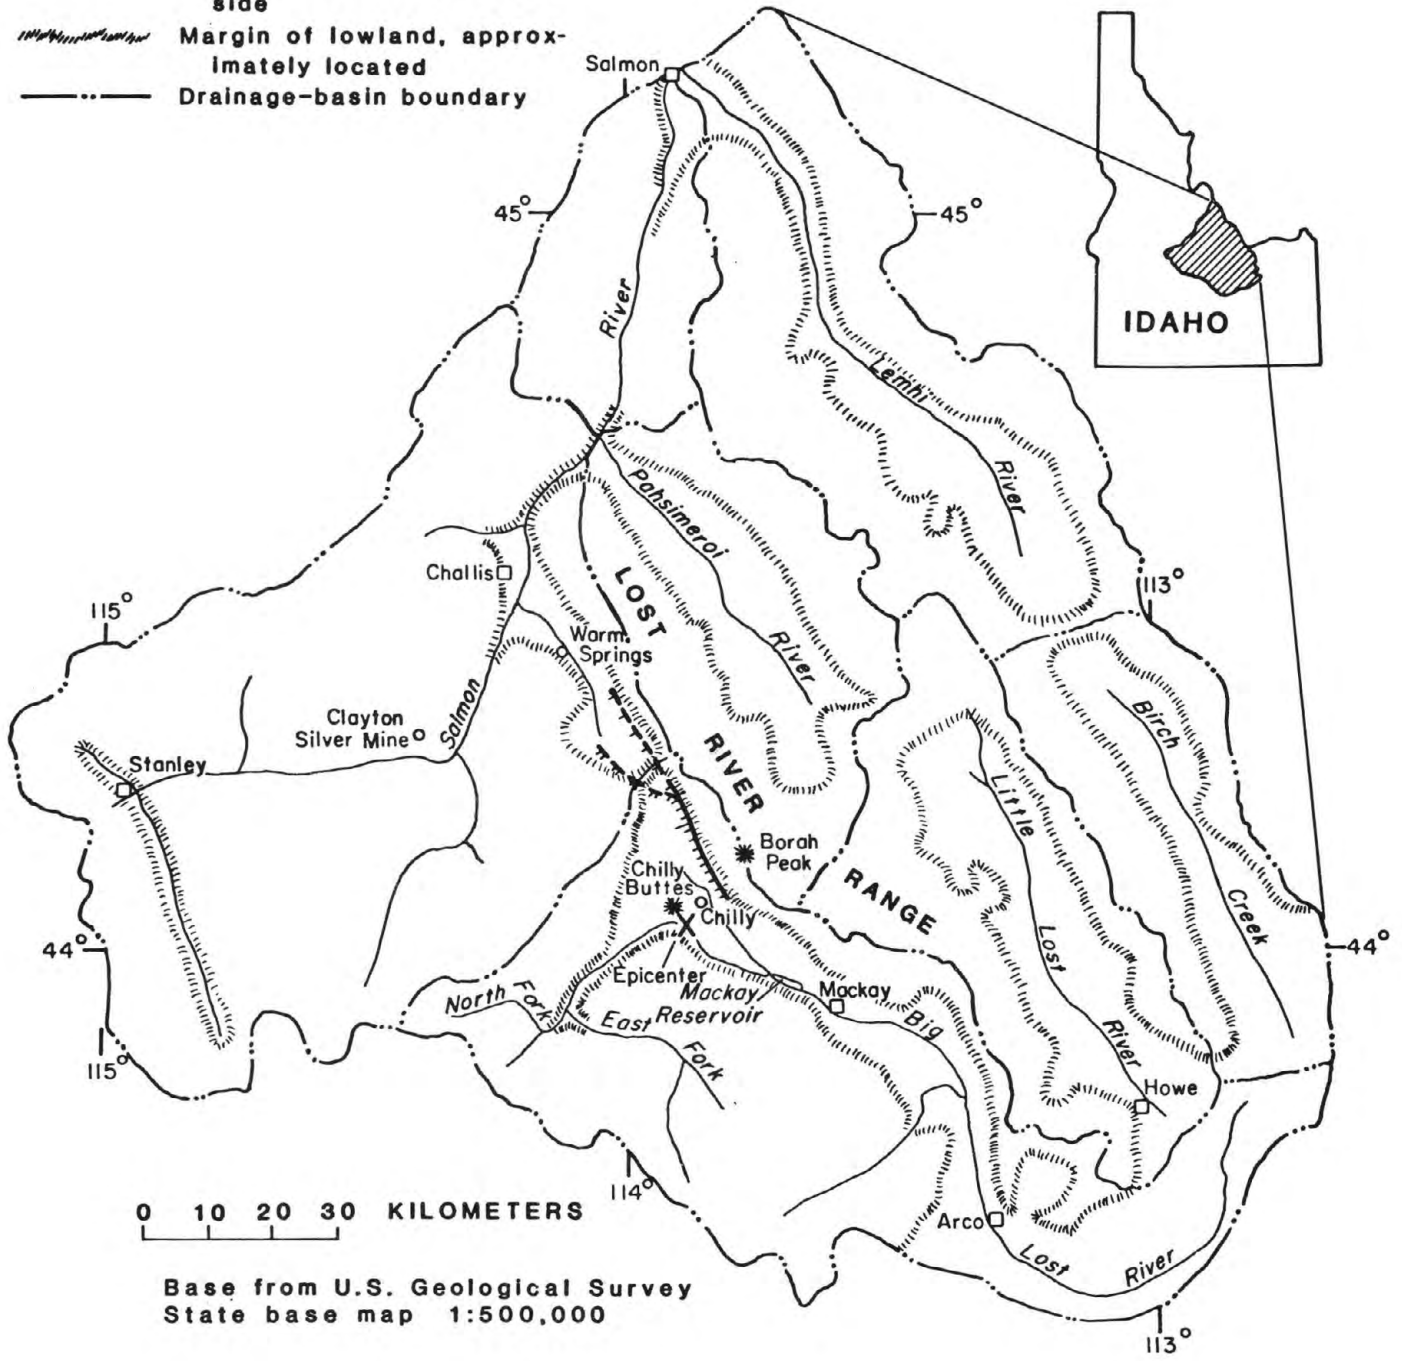 side
Margin of lowland, approx-
imately located
Drainage-basin boundary
Salmon
45°
45°
IDAHO
River
Lemhi
River
Pahsimeroi
River
Challis
113°
115°
LOST
RIVER
RANGE
Warm
Springs
Salmon
Clayton
Silver Mine
Stanley
Birch
Creek
Little
Lost
River
Borah
Peak
Chilly
Buttes
Chilly
44°
44°
Epicenter
Mackay
Reservoir
Mackay
North Fork
East Fork
Big
Howe
115°
114°
0 10 20 30 KILOMETERS
Arco
Lost River
Base from U.S. Geological Survey
State base map 1:500,000
113°